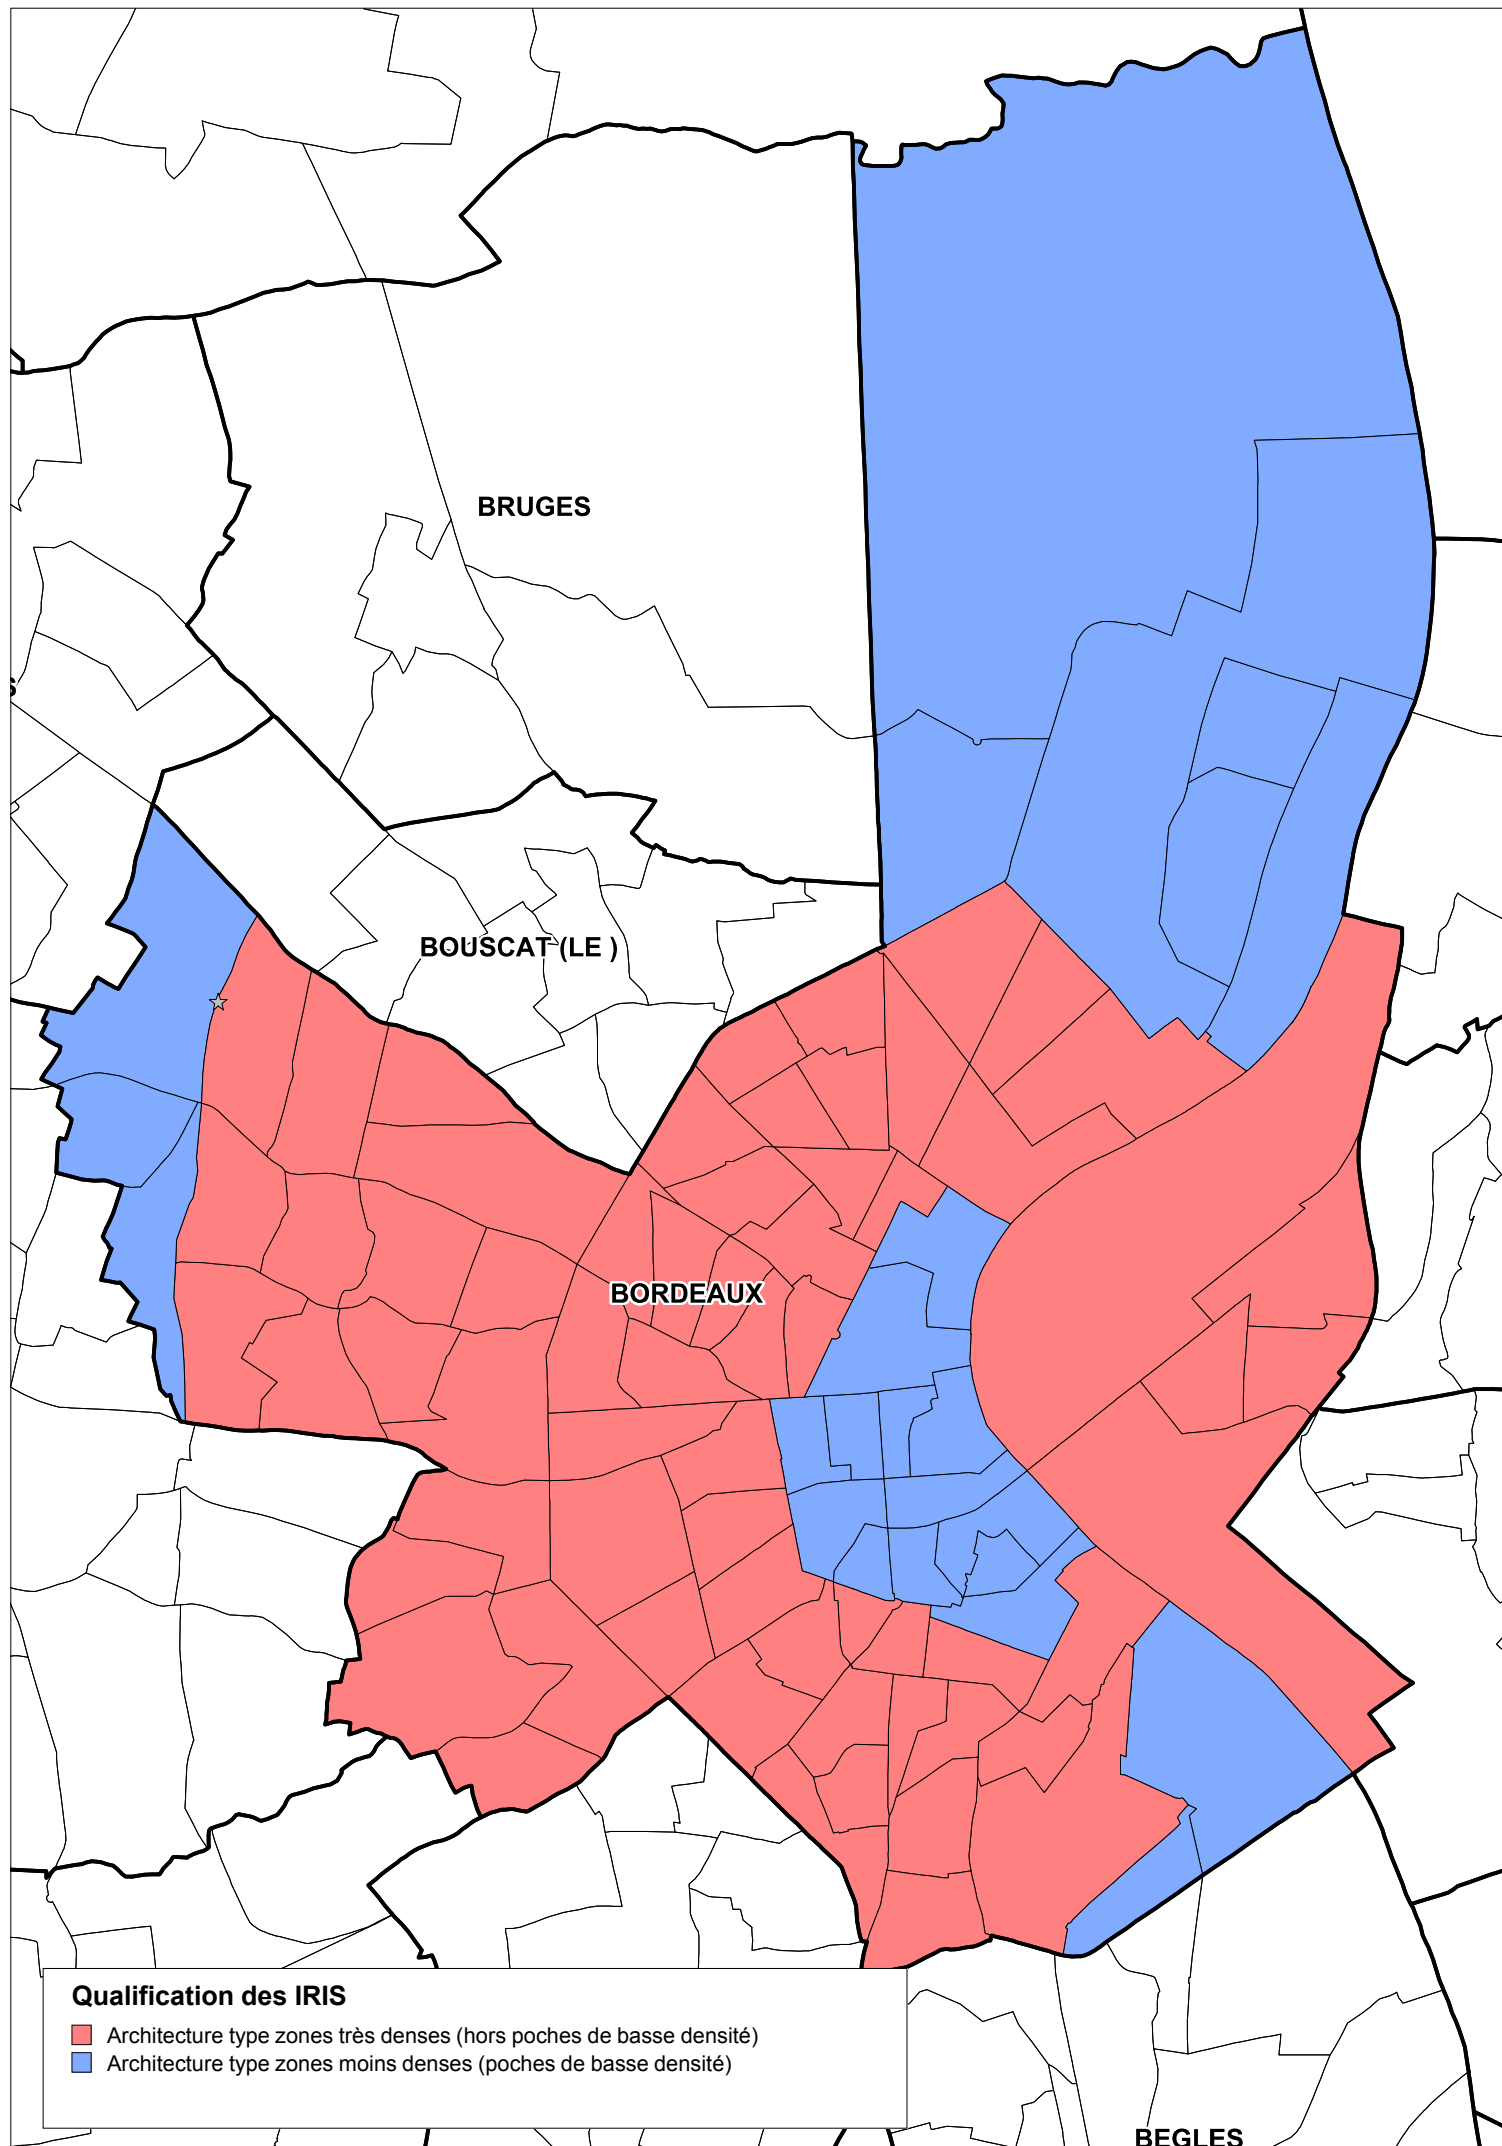 BRUGES
S
BOUSCAT (LE )
BORDEAUX
Qualification des IRIS
Architecture type zones très denses (hors poches de basse densité)
Architecture type zones moins denses (poches de basse densité)
BEGLES